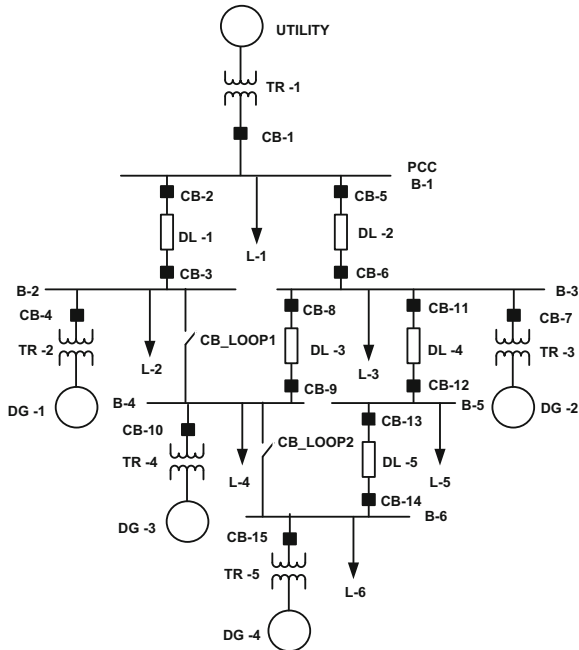 UTILITY
TR -1
CB-1
PCC
B-1
CB-2
CB-5
DL -1
L-1
DL -2
CB-3
CB-6
B-2
B-3
CB-4
CB-8
CB-11
CB-7
TR -2
L-2
CB_LOOP1
DL -3
L-3
DL -4
TR -3
CB-9
CB-12
DG -1
B-4
B-5
DG -2
CB-10
CB-13
TR -4
L-4
CB_LOOP2
DL -5
L-5
DG -3
CB-14
B-6
CB-15
TR -5
L-6
DG -4